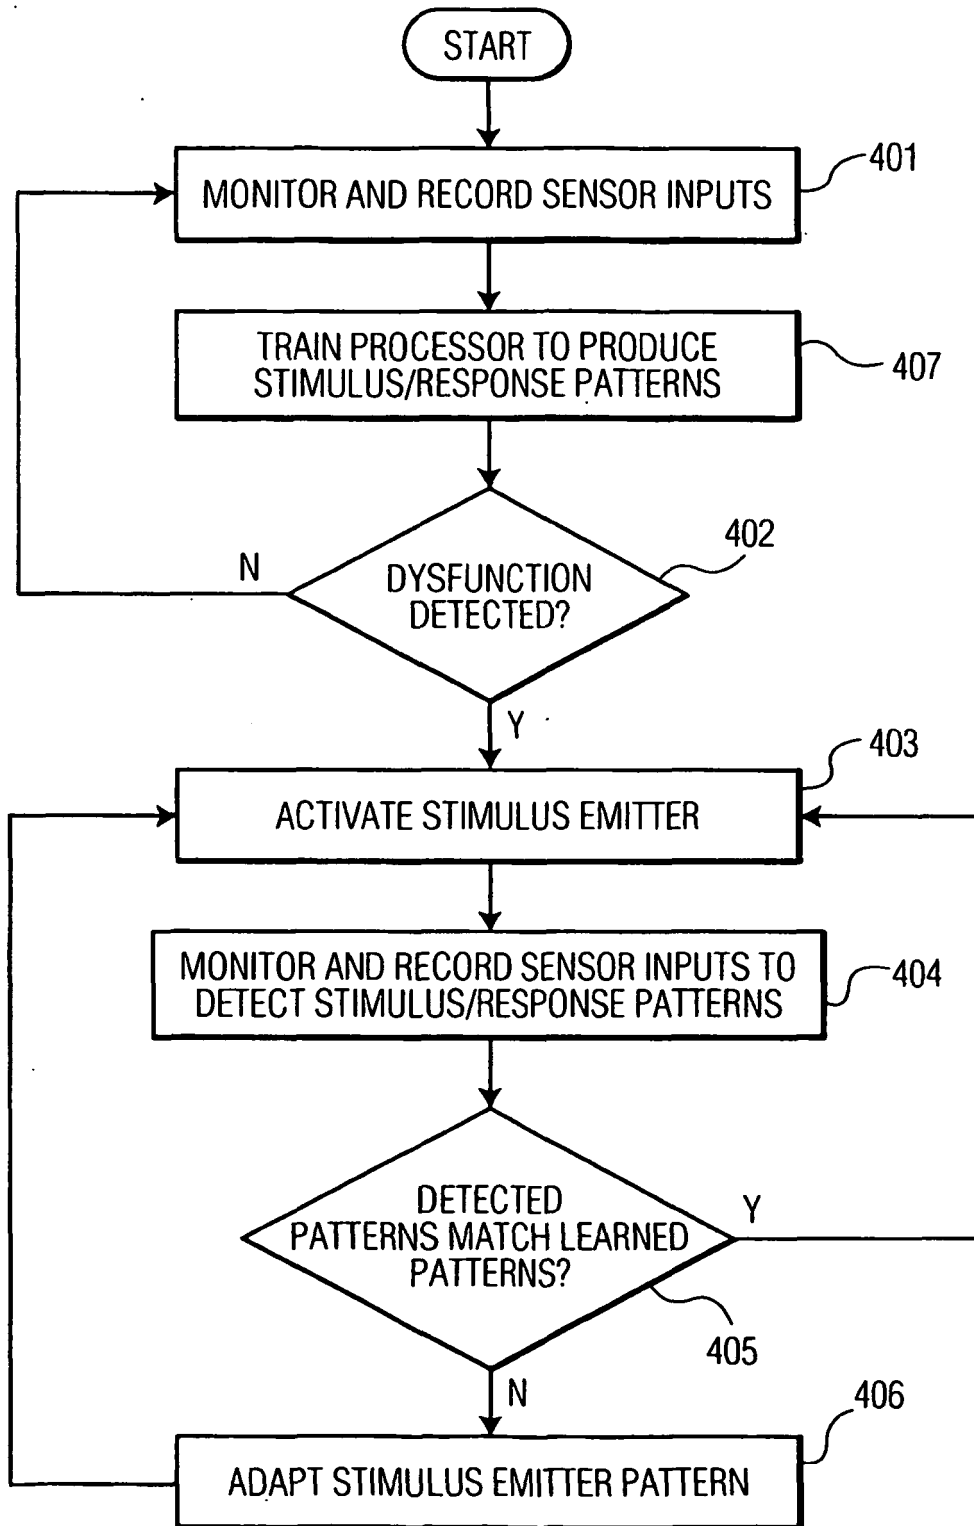 START
MONITOR AND RECORD SENSOR INPUTS
401
TRAIN PROCESSOR TO PRODUCE
STIMULUS/RESPONSE PATTERNS
407
DYSFUNCTION
DETECTED?
402
N
Y
ACTIVATE STIMULUS EMITTER
403
MONITOR AND RECORD SENSOR INPUTS TO
DETECT STIMULUS/RESPONSE PATTERNS
404
DETECTED
PATTERNS MATCH LEARNED
PATTERNS?
Y
405
N
ADAPT STIMULUS EMITTER PATTERN
406